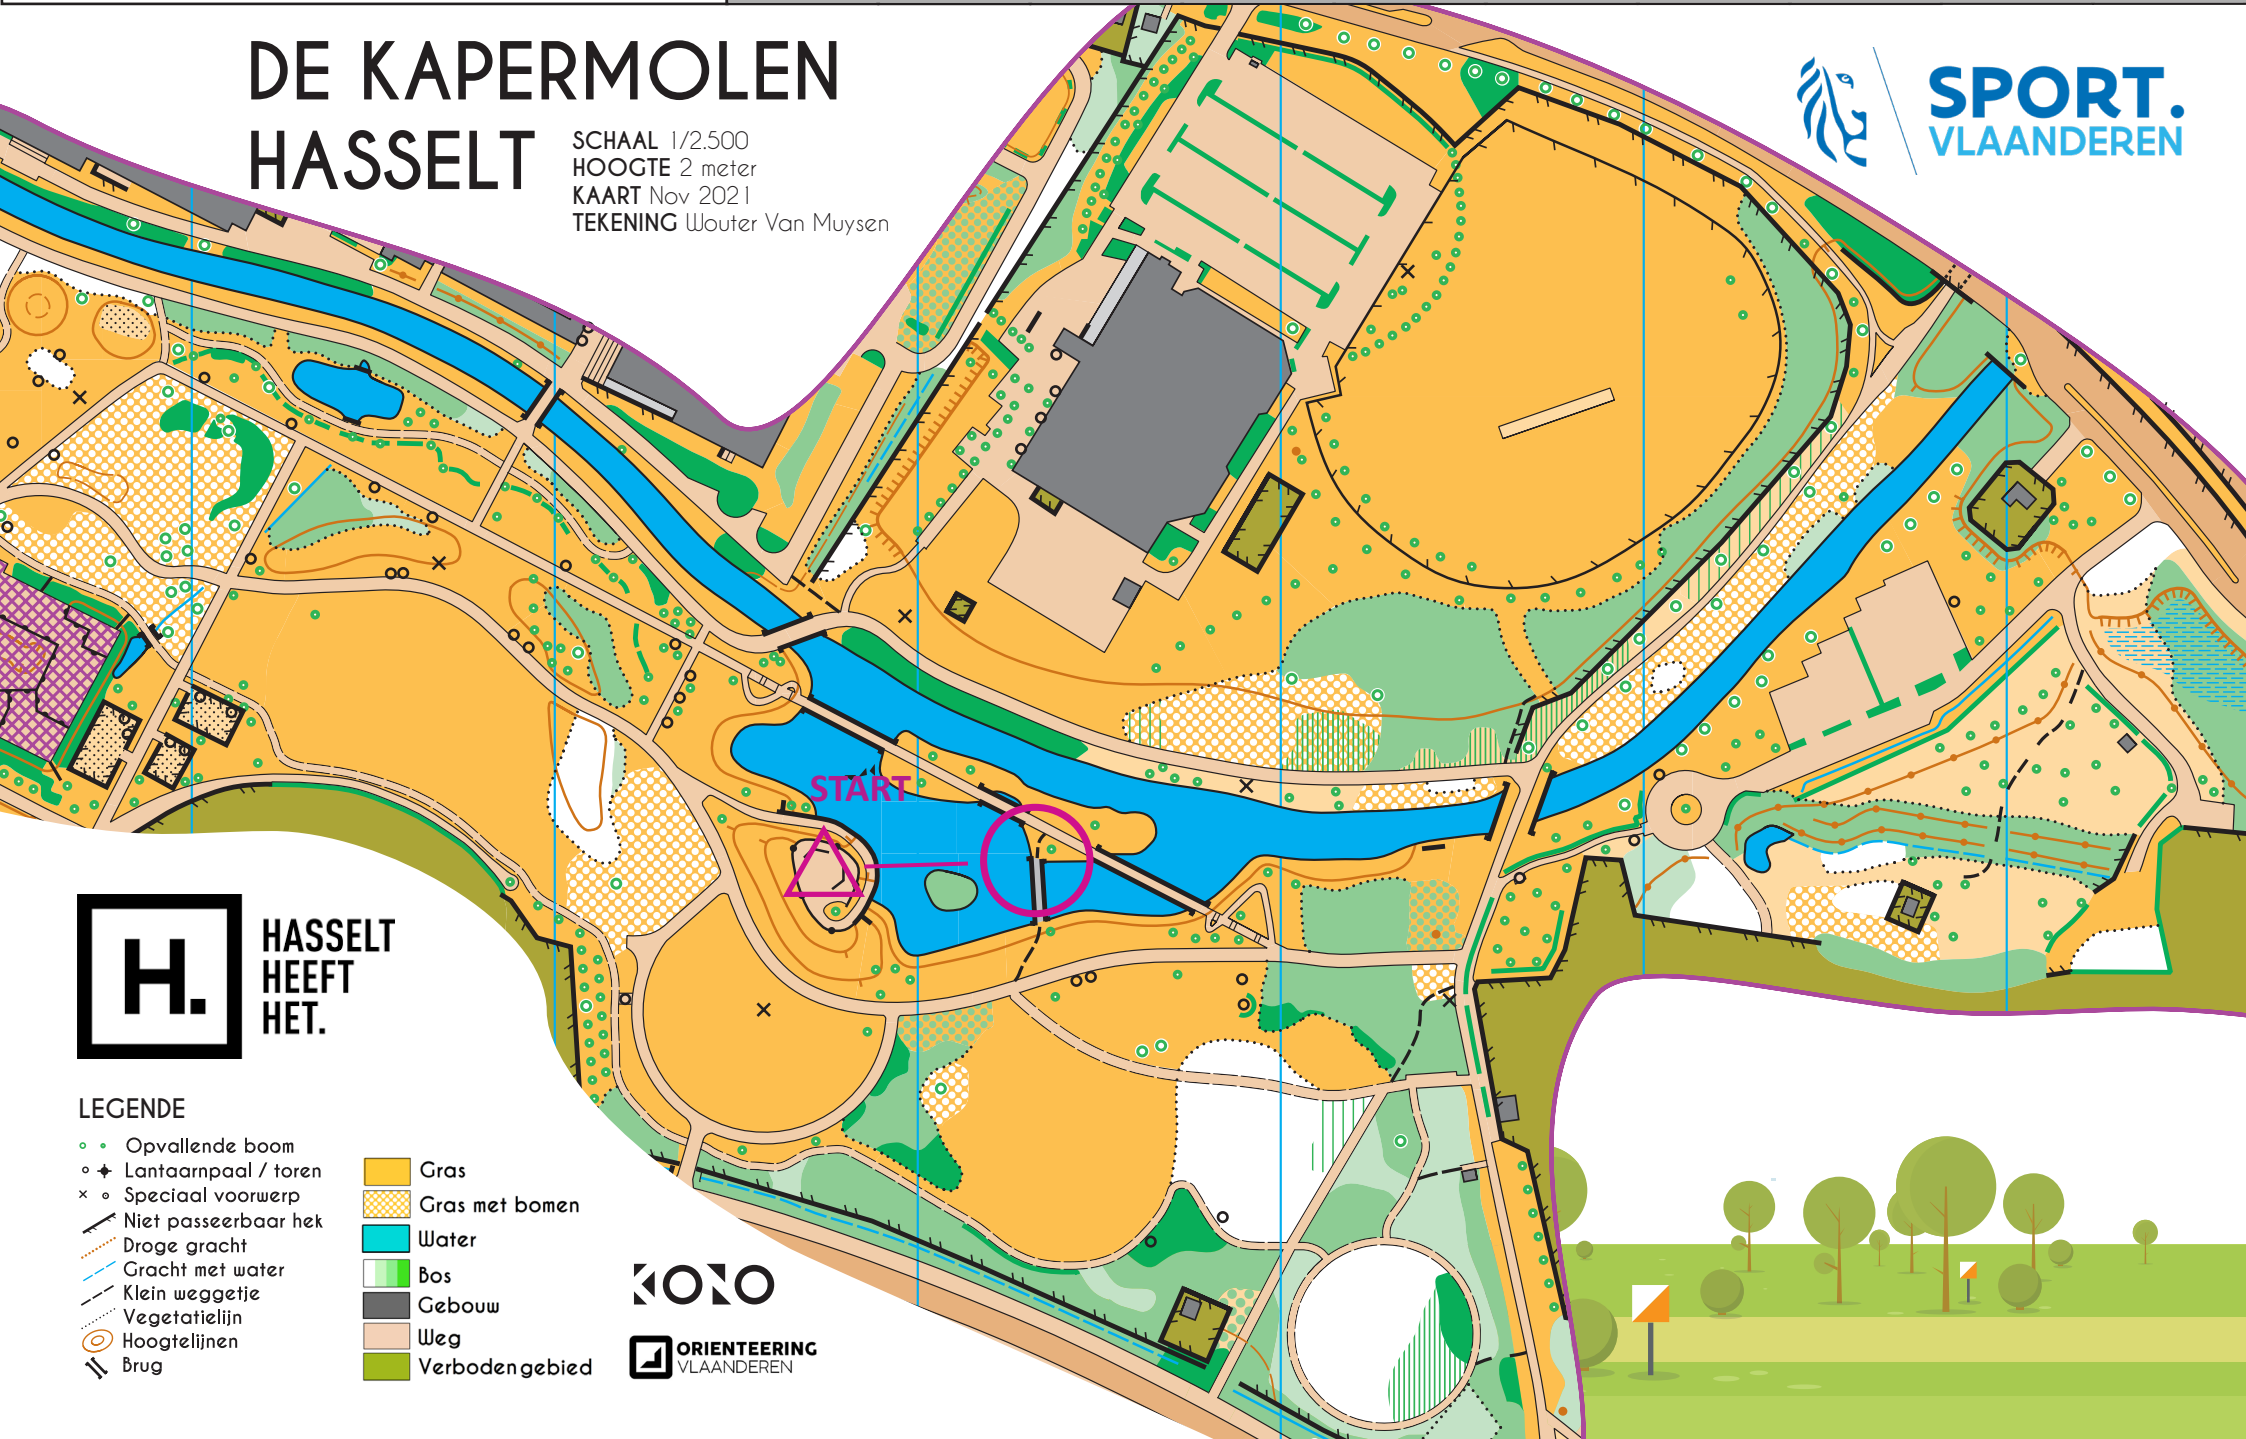 DE KAPERMOLEN
HASSELT
SCHAAL 1/2.500
HOOGTE 2 meter
KAART Nov 2021
TEKENING Wouter Van Muysen
SPORT.
VLAANDEREN
START
H.
HASSELT
HEEFT
HET.
LEGENDE
Opvallende boom
Lantaarnpaal / toren
Speciaal voorwerp
Niet passeerbaar hek
Droge gracht
Gracht met water
Klein weggetje
Vegetatielijn
Hoogtelijnen
Brug
Gras
Gras met bomen
Water
Bos
Gebouw
Weg
Verboden gebied
KONO
ORIENTEERING
VLAANDEREN